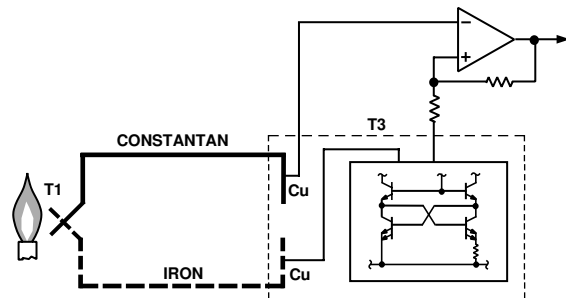 −
+
T3
CONSTANTAN
T1
Cu
Cu
IRON